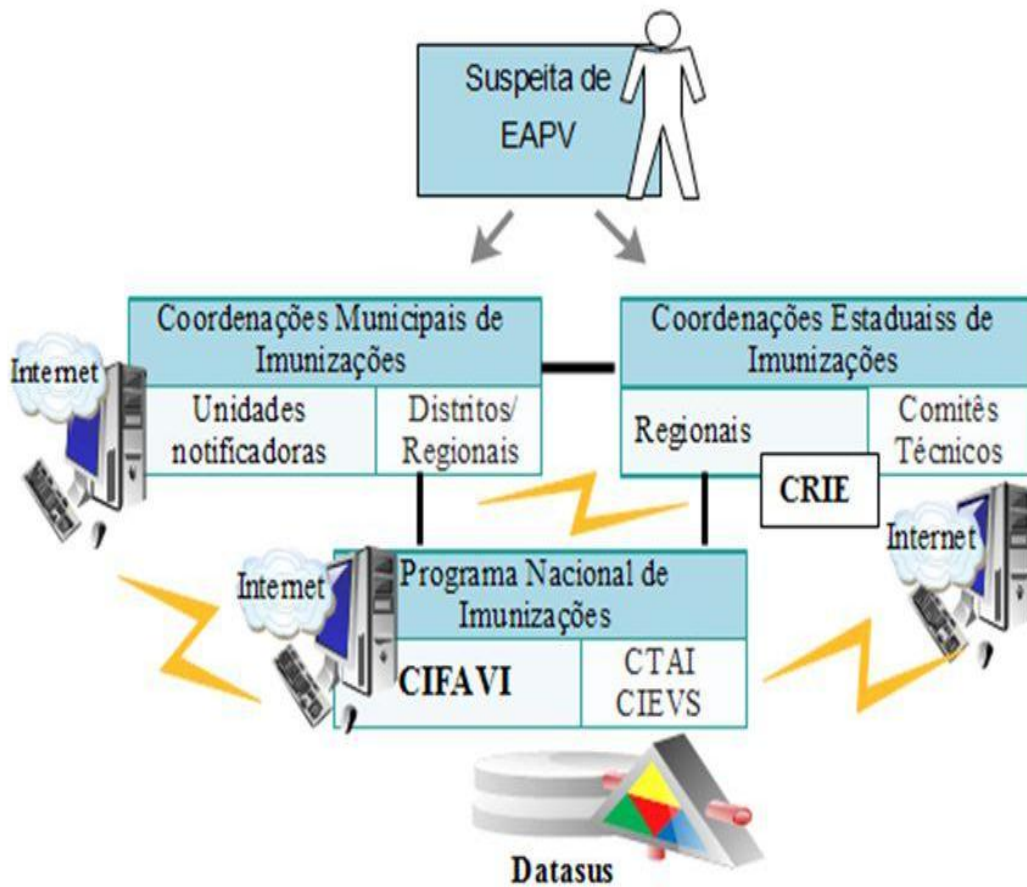 Suspeita de
EAPV
Coordenações Municipais de
Imunizações
Coordenações Estaduaiss de
Imunizações
Internet
Unidades
notificadoras
Distritos/
Regionais
Regionais
Comitês
Técnicos
CRIE
Internet
Internet
Programa Nacional de
Imunizações
CIFAVI
CTAI
CIEVS
Datasus